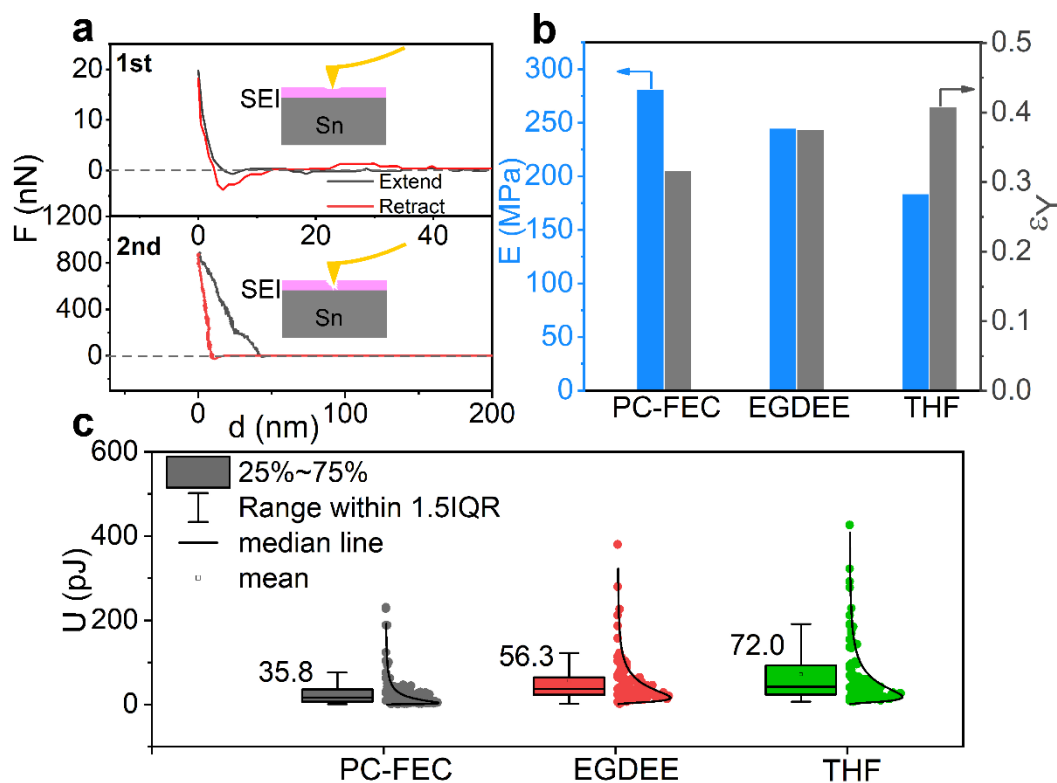 a
1st
20
10
0
SEI
Sn
Extend
Retract
0
20
40
F (nN)
1200
2nd
800
400
0
SEI
Sn
0
100
200
d (nm)
b
300
250
200
150
100
50
0
E (MPa)
0.5
0.4
0.3
0.2
0.1
0.0
εY
PC-FEC
EGDEE
THF
c
600
400
200
0
U (pJ)
25%~75%
Range within 1.5IQR
median line
mean
35.8
56.3
72.0
PC-FEC
EGDEE
THF